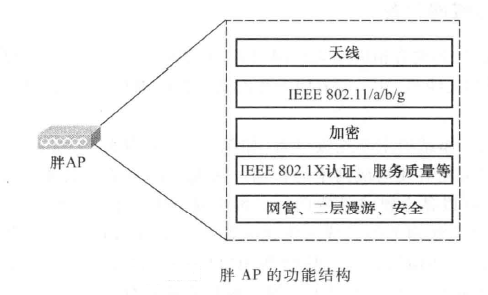 天线
IEEE 802.11/a/b/g
加密
胖AP
IEEE 802.1X认证、服务质量等
网管、二层漫游、安全
胖 AP 的功能结构